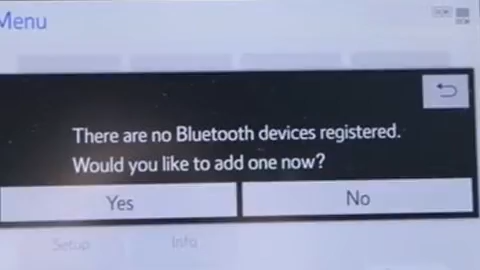 Menu
There are no Bluetooth devices registered.
Would you like to add one now?
Yes
No
Setup
Info